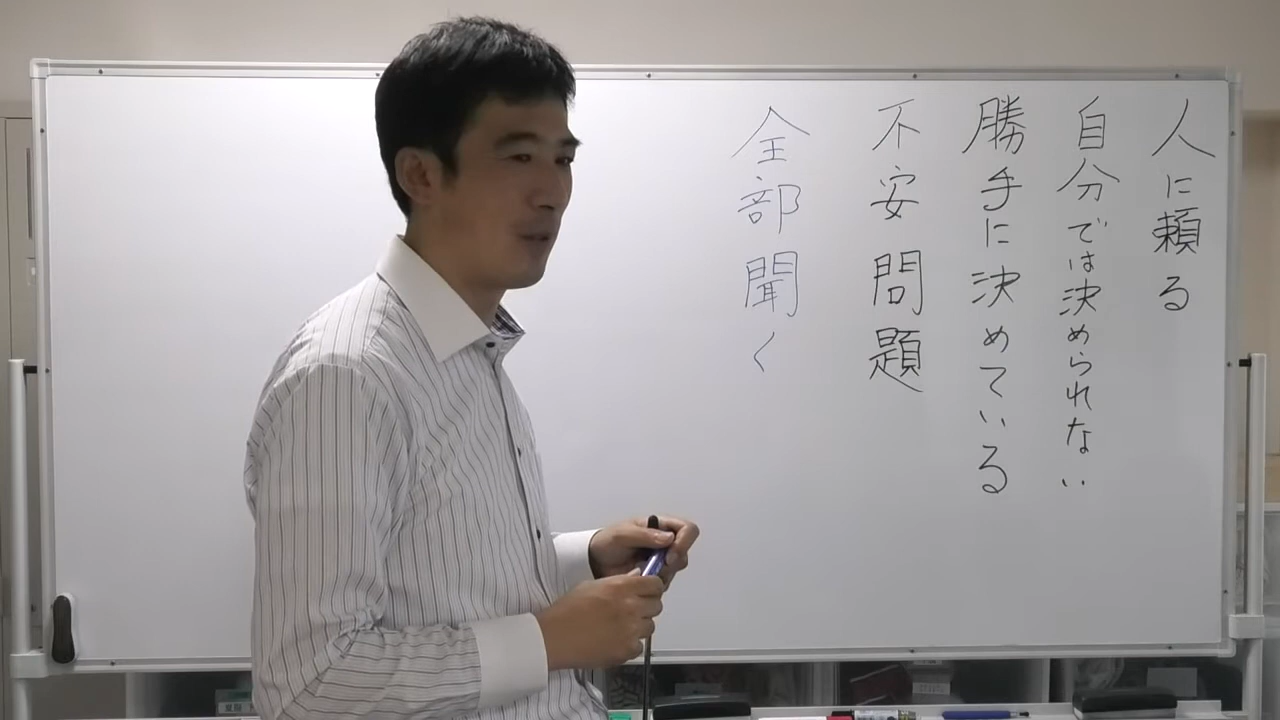 人に頼る
自分では決められない
勝手に決めている
不安問題
全部聞く